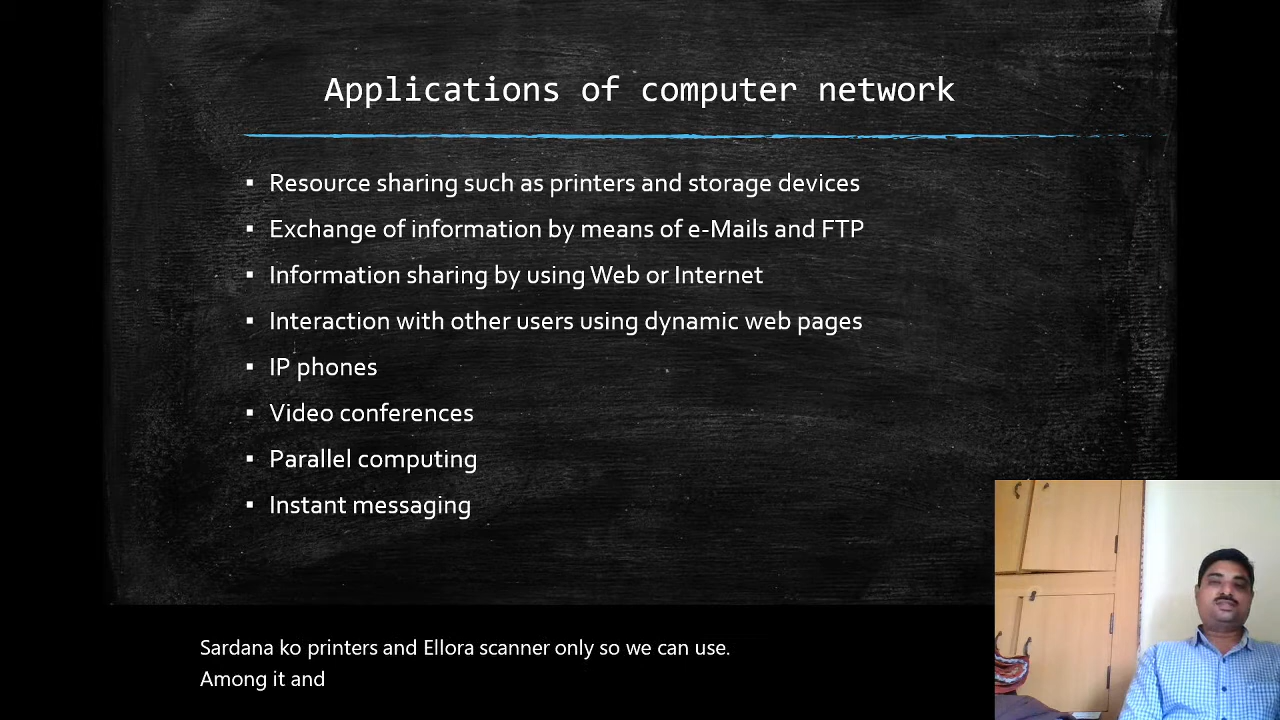 Applications of computer network
▪ Resource sharing such as printers and storage devices
▪ Exchange of information by means of e-Mails and FTP
▪ Information sharing by using Web or Internet
▪ Interaction with other users using dynamic web pages
▪ IP phones
▪ Video conferences
▪ Parallel computing
▪ Instant messaging
Sardana ko printers and Ellora scanner only so we can use.
Among it and